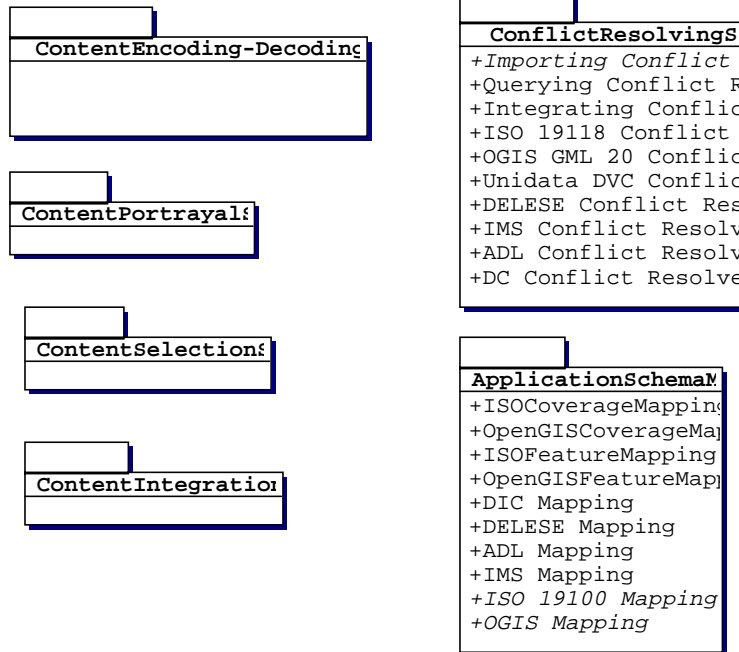 ContentEncoding-Decoding
ContentPortrayalS
ContentSelectionS
ContentIntegration
ConflictResolvingS
+Importing Conflict
+Querying Conflict R
+Integrating Conflic
+ISO 19118 Conflict
+OGIS GML 20 Conflic
+Unidata DVC Conflic
+DELESE Conflict Res
+IMS Conflict Resolv
+ADL Conflict Resolv
+DC Conflict Resolve
ApplicationSchemaM
+ISOCoverageMapping
+OpenGISCoverageMap
+ISOFeatureMapping
+OpenGISFeatureMapp
+DIC Mapping
+DELESE Mapping
+ADL Mapping
+IMS Mapping
+ISO 19100 Mapping
+OGIS Mapping